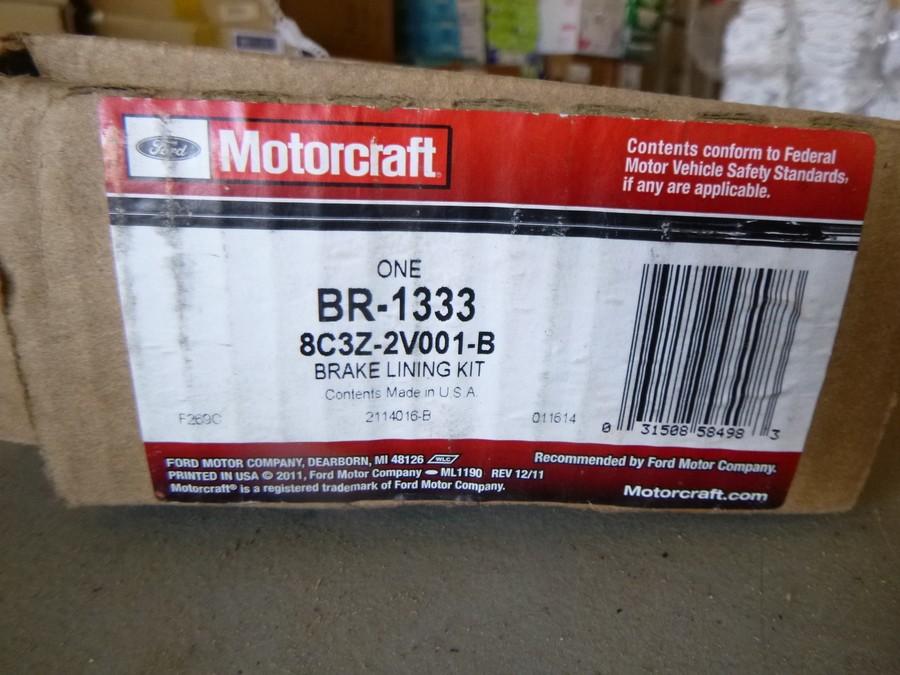 Ford Motorcraft®
Contents conform to Federal
Motor Vehicle Safety Standards,
if any are applicable.
ONE
BR-1333
8C3Z-2V001-B
BRAKE LINING KIT
Contents Made in U.S.A.
F269C 2114016-B 011614
0 31508 58498 3
FORD MOTOR COMPANY, DEARBORN, MI 48126 WLC
PRINTED IN USA © 2011, Ford Motor Company ML1190 REV 12/11
Motorcraft® is a registered trademark of Ford Motor Company.
Recommended by Ford Motor Company.
Motorcraft.com